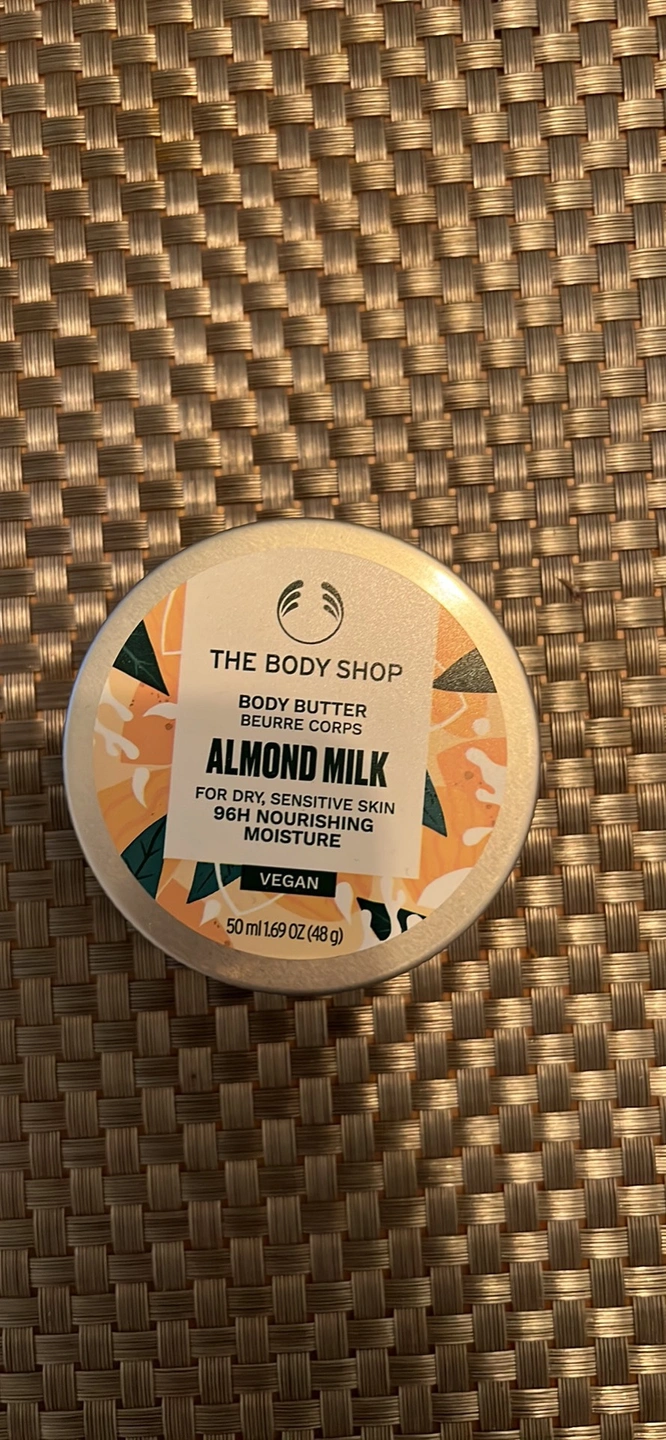 THE BODY SHOP
BODY BUTTER
BEURRE CORPS
ALMOND MILK
FOR DRY, SENSITIVE SKIN
96H NOURISHING
MOISTURE
VEGAN
50 ml 1.69 OZ (48 g)